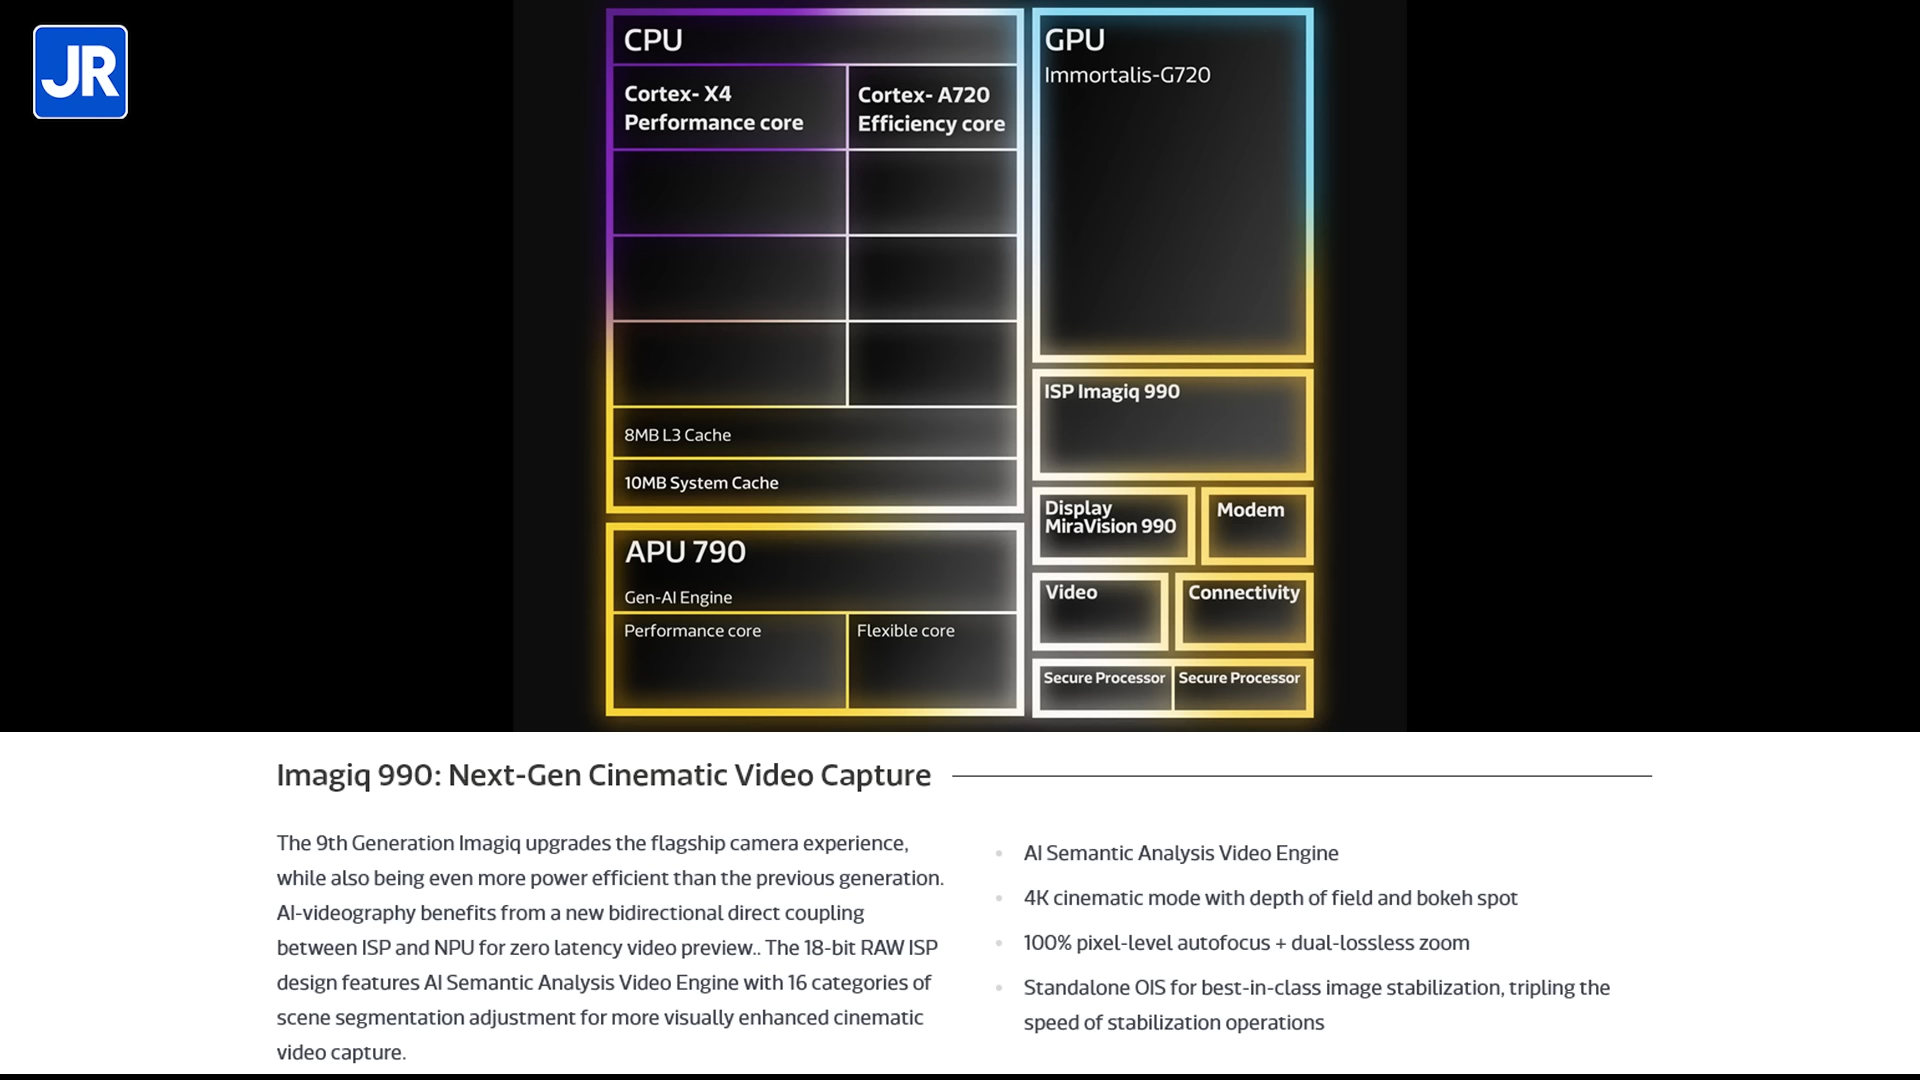 JR
CPU
Cortex- X4
Performance core
Cortex- A720
Efficiency core
8MB L3 Cache
10MB System Cache
APU 790
Gen-AI Engine
Performance core
Flexible core
GPU
Immortalis-G720
ISP Imagiq 990
Display
MiraVision 990
Modem
Video
Connectivity
Secure Processor
Secure Processor
Imagiq 990: Next-Gen Cinematic Video Capture
The 9th Generation Imagiq upgrades the flagship camera experience,
while also being even more power efficient than the previous generation.
AI-videography benefits from a new bidirectional direct coupling
between ISP and NPU for zero latency video preview.. The 18-bit RAW ISP
design features AI Semantic Analysis Video Engine with 16 categories of
scene segmentation adjustment for more visually enhanced cinematic
video capture.
AI Semantic Analysis Video Engine
4K cinematic mode with depth of field and bokeh spot
100% pixel-level autofocus + dual-lossless zoom
Standalone OIS for best-in-class image stabilization, tripling the
speed of stabilization operations